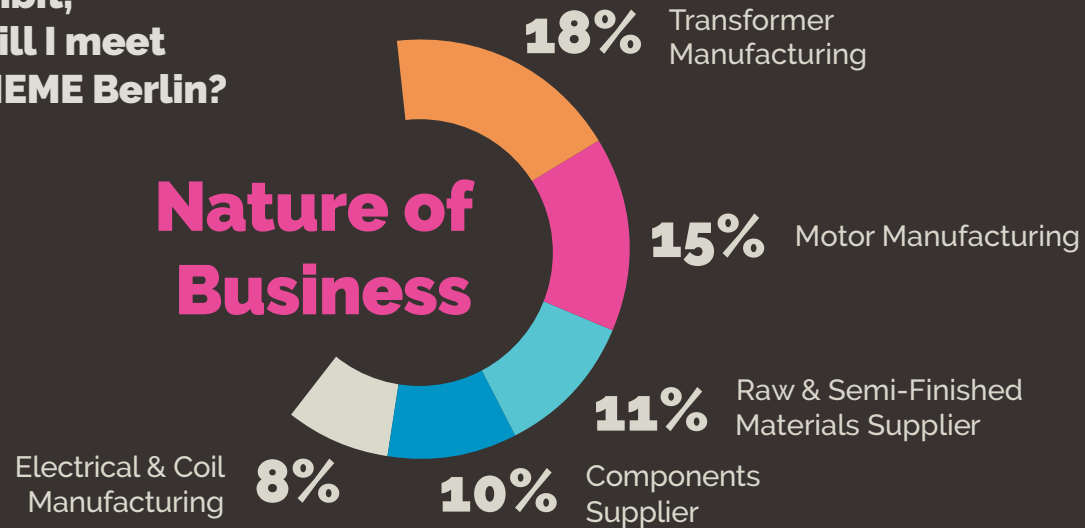 ill I meet
Berlin?
18% Transformer
Manufacturing
Nature of
Business
15% Motor Manufacturing
11% Raw & Semi-Finished
Materials Supplier
Electrical & Coil
Manufacturing 8%
10% Components
Supplier